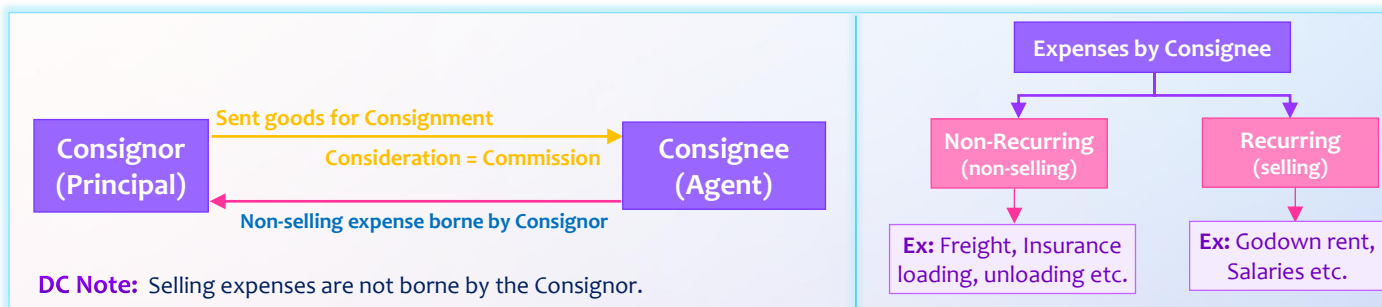 Sent goods for Consignment
Consignor
(Principal)
Consideration = Commission
Consignee
(Agent)
Non-selling expense borne by Consignor
DC Note: Selling expenses are not borne by the Consignor.
Expenses by Consignee
Non-Recurring
(non-selling)
Recurring
(selling)
Ex: Freight, Insurance
loading, unloading etc.
Ex: Godown rent,
Salaries etc.